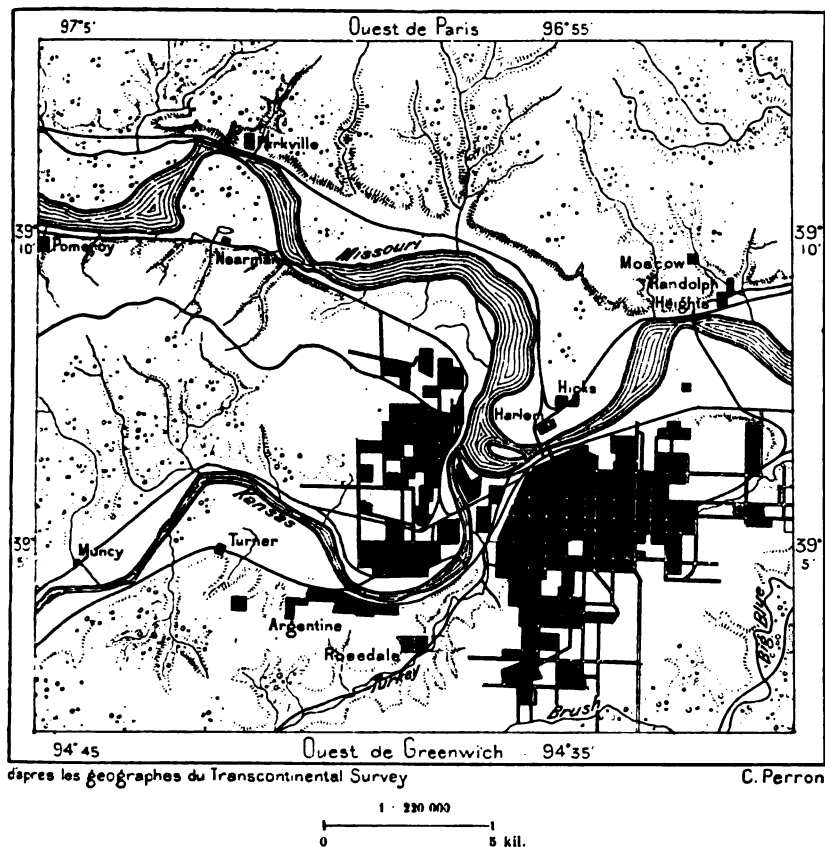 97°5' Ouest de Paris 96°55'
Parkville
39° 39°
10' 10'
Pomeroy
Nearman
Missouri
Moscow
Randolph
Heights
Hicks
Harlem
Kansas
39° 39°
5' 5'
Muncy
Turner
Argentine
Rosedale
Turkey
Brush
Big Blye
94°45 Ouest de Greenwich 94°35'
d'apres les géographes du Transcontinental Survey C. Perron
1 : 220 000
0 5 kil.